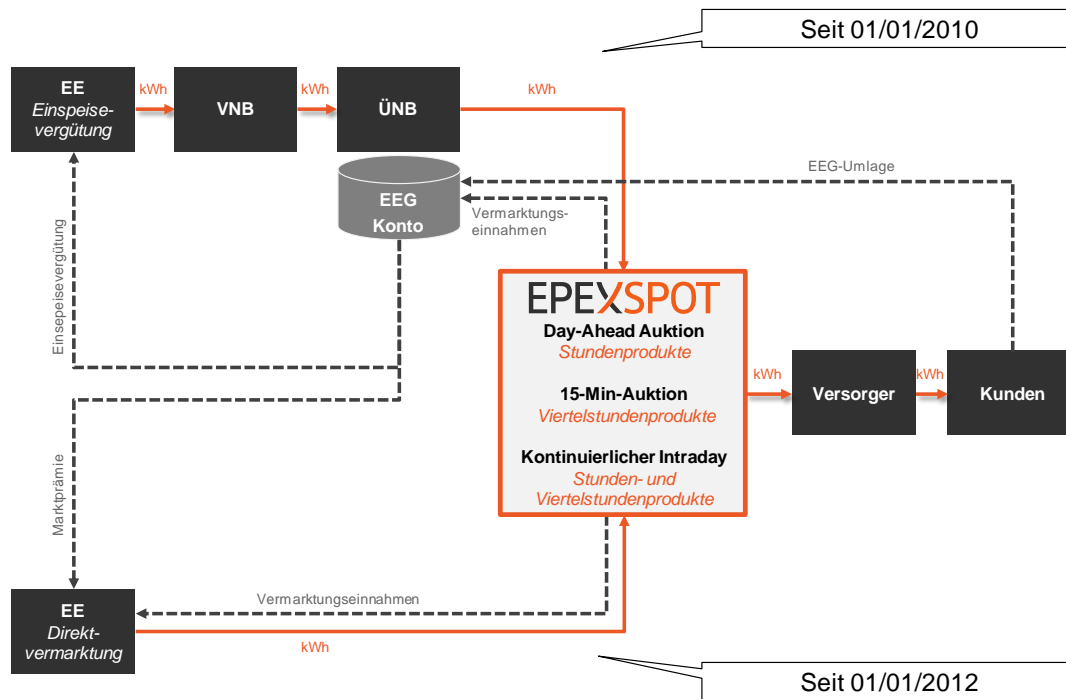 Seit 01/01/2010
EE
Einspeise-
vergütung
kWh
VNB
kWh
ÜNB
kWh
EEG-Umlage
EEG
Konto
Vermarktungs-
einnahmen
Einsepeisevergütung
EPEXSPOT
Day-Ahead Auktion
Stundenprodukte
15-Min-Auktion
Viertelstundenprodukte
Kontinuierlicher Intraday
Stunden- und
Viertelstundenprodukte
kWh
Versorger
kWh
Kunden
Marktprämie
EE
Direkt-
vermarktung
Vermarktungseinnahmen
kWh
Seit 01/01/2012